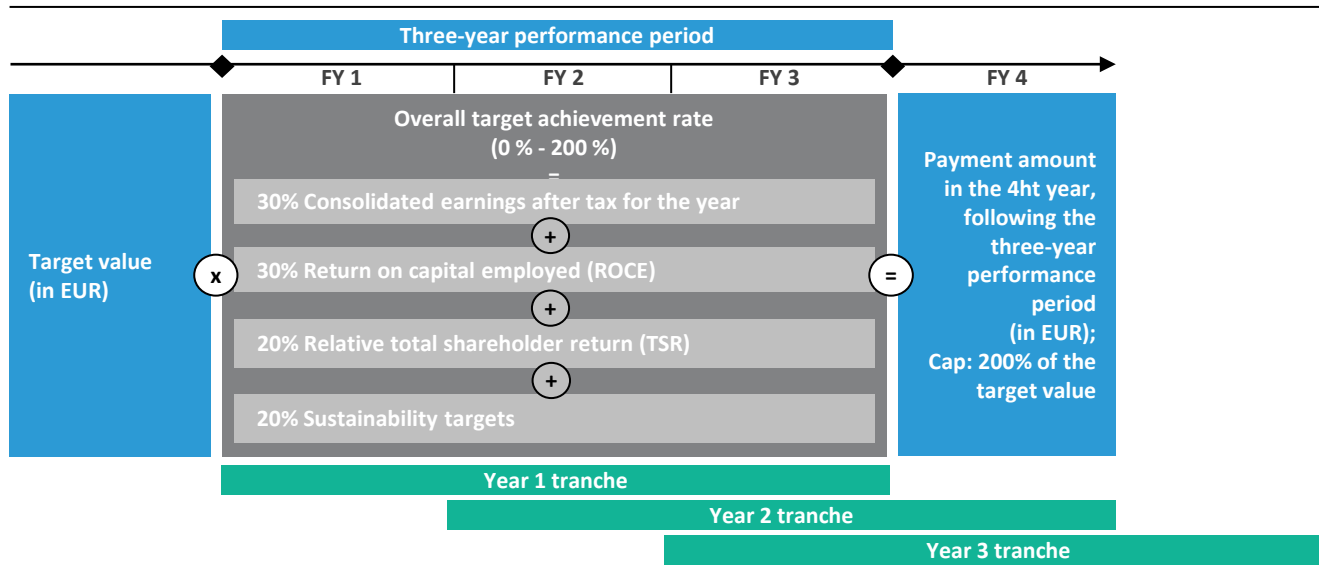 Three-year performance period
FY 1
FY 2
FY 3
FY 4
Target value
(in EUR)
x
Overall target achievement rate
(0 % - 200 %)
=
30% Consolidated earnings after tax for the year
+
30% Return on capital employed (ROCE)
+
20% Relative total shareholder return (TSR)
+
20% Sustainability targets
=
Payment amount
in the 4ht year,
following the
three-year
performance
period
(in EUR);
Cap: 200% of the
target value
Year 1 tranche
Year 2 tranche
Year 3 tranche